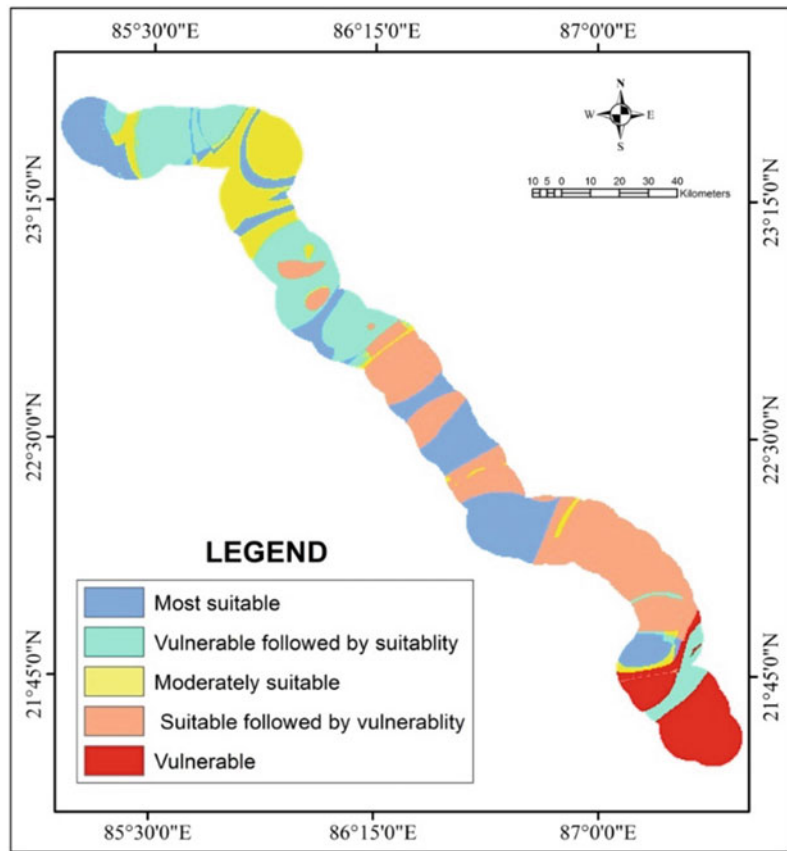 85°30'0"E 86°15'0"E 87°0'0"E
N
W E
S
10 5 0 10 20 30 40
Kilometers
23°15'0"N 23°15'0"N
22°30'0"N 22°30'0"N
21°45'0"N 21°45'0"N
LEGEND
Most suitable
Vulnerable followed by suitablity
Moderately suitable
Suitable followed by vulnerablity
Vulnerable
85°30'0"E 86°15'0"E 87°0'0"E